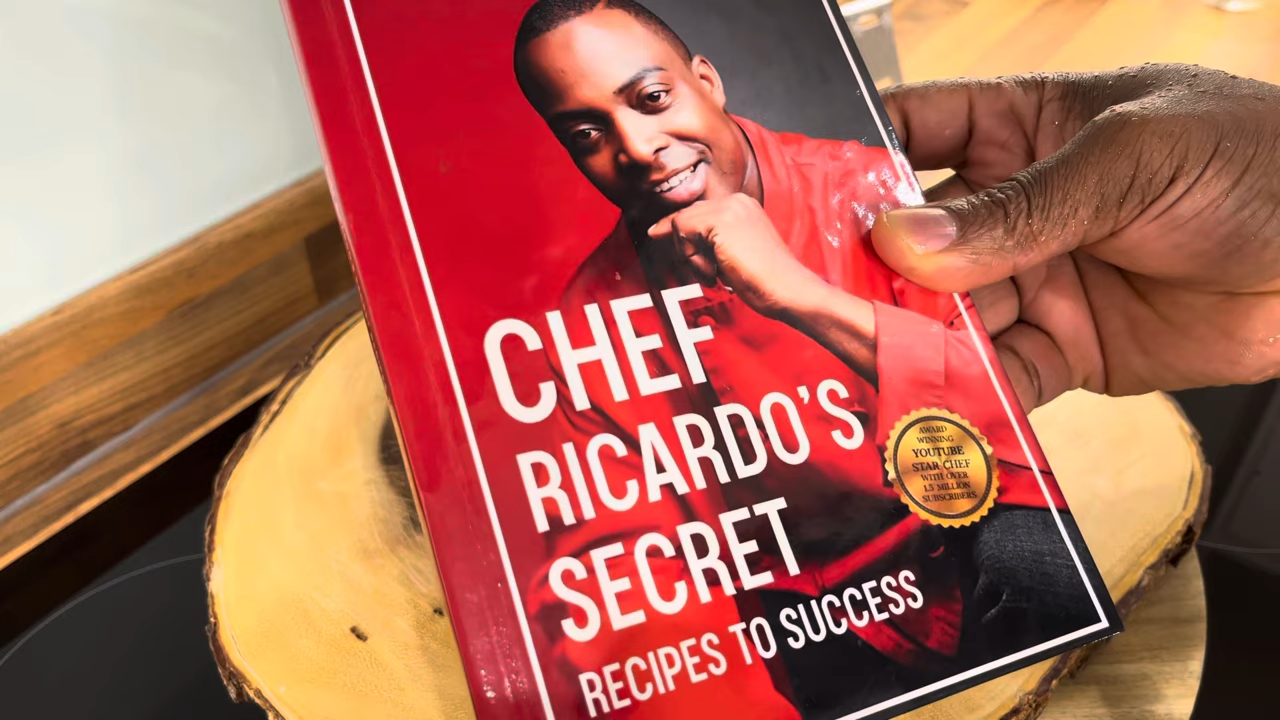 CHEF
RICARDO'S
SECRET
RECIPES TO SUCCESS
AWARD
WINNING
YOUTUBE
STAR CHEF
WITH OVER
1.5 MILLION
SUBSCRIBERS